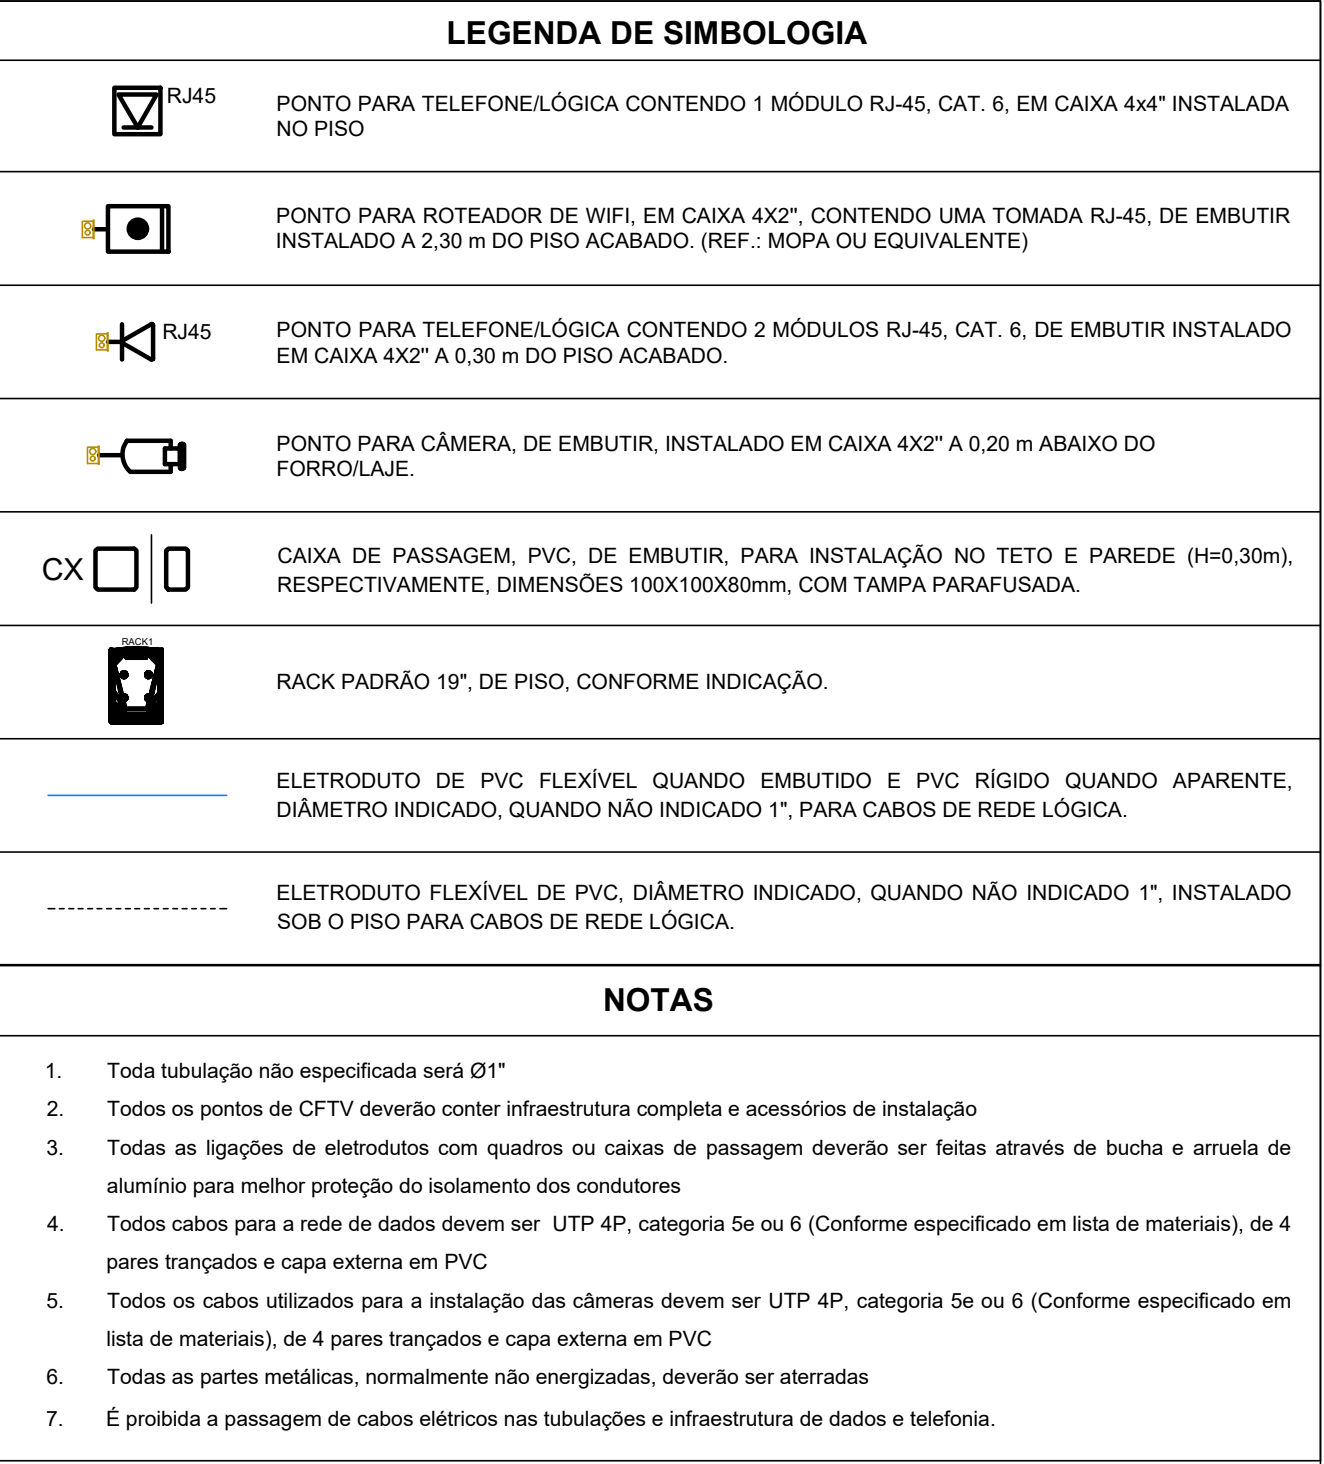 LEGENDA DE SIMBOLOGIA
RJ45
PONTO PARA TELEFONE/LÓGICA CONTENDO 1 MÓDULO RJ-45, CAT. 6, EM CAIXA 4x4" INSTALADA
NO PISO
PONTO PARA ROTEADOR DE WIFI, EM CAIXA 4X2", CONTENDO UMA TOMADA RJ-45, DE EMBUTIR
INSTALADO A 2,30 m DO PISO ACABADO. (REF.: MOPA OU EQUIVALENTE)
RJ45
PONTO PARA TELEFONE/LÓGICA CONTENDO 2 MÓDULOS RJ-45, CAT. 6, DE EMBUTIR INSTALADO
EM CAIXA 4X2" A 0,30 m DO PISO ACABADO.
PONTO PARA CÂMERA, DE EMBUTIR, INSTALADO EM CAIXA 4X2" A 0,20 m ABAIXO DO
FORRO/LAJE.
CX
CAIXA DE PASSAGEM, PVC, DE EMBUTIR, PARA INSTALAÇÃO NO TETO E PAREDE (H=0,30m),
RESPECTIVAMENTE, DIMENSÕES 100X100X80mm, COM TAMPA PARAFUSADA.
RACK1
RACK PADRÃO 19", DE PISO, CONFORME INDICAÇÃO.
ELETRODUTO DE PVC FLEXÍVEL QUANDO EMBUTIDO E PVC RÍGIDO QUANDO APARENTE,
DIÂMETRO INDICADO, QUANDO NÃO INDICADO 1", PARA CABOS DE REDE LÓGICA.
ELETRODUTO FLEXÍVEL DE PVC, DIÂMETRO INDICADO, QUANDO NÃO INDICADO 1", INSTALADO
SOB O PISO PARA CABOS DE REDE LÓGICA.
NOTAS
1. Toda tubulação não especificada será Ø1"
2. Todos os pontos de CFTV deverão conter infraestrutura completa e acessórios de instalação
3. Todas as ligações de eletrodutos com quadros ou caixas de passagem deverão ser feitas através de bucha e arruela de
alumínio para melhor proteção do isolamento dos condutores
4. Todos cabos para a rede de dados devem ser UTP 4P, categoria 5e ou 6 (Conforme especificado em lista de materiais), de 4
pares trançados e capa externa em PVC
5. Todos os cabos utilizados para a instalação das câmeras devem ser UTP 4P, categoria 5e ou 6 (Conforme especificado em
lista de materiais), de 4 pares trançados e capa externa em PVC
6. Todas as partes metálicas, normalmente não energizadas, deverão ser aterradas
7. É proibida a passagem de cabos elétricos nas tubulações e infraestrutura de dados e telefonia.